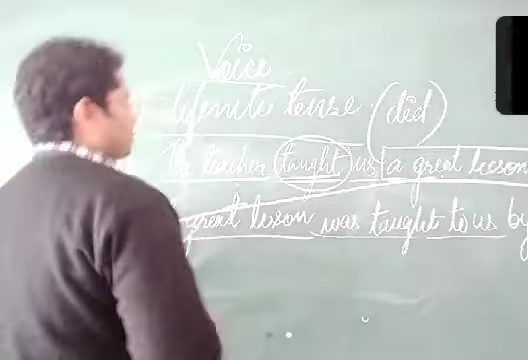 Voice
definite tense. (did)
The teacher taught us a great lesson
great lesson was taught to us by